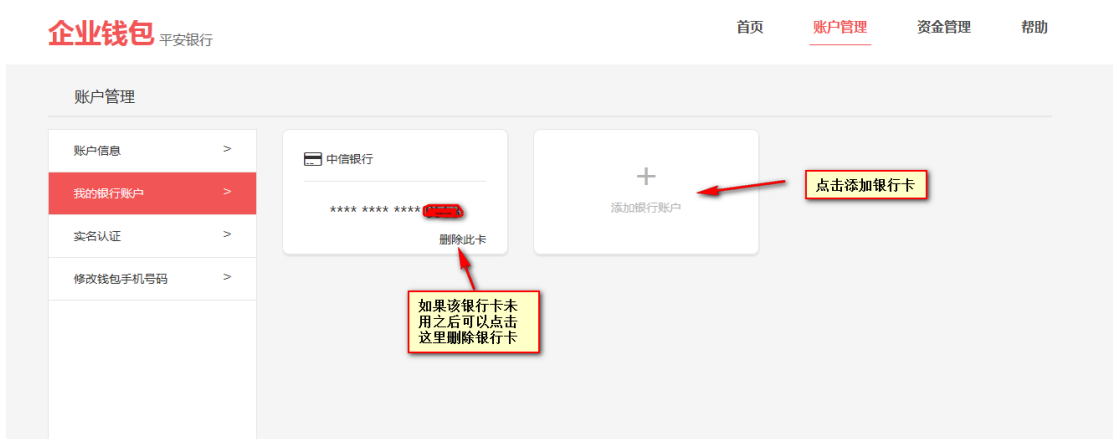 企业钱包 平安银行
首页 账户管理 资金管理 帮助
账户管理
账户信息 >
我的银行账户 >
实名认证 >
修改钱包手机号码 >
中信银行
**** **** ****
删除此卡
+
添加银行账户
点击添加银行卡
如果该银行卡未
用之后可以点击
这里删除银行卡